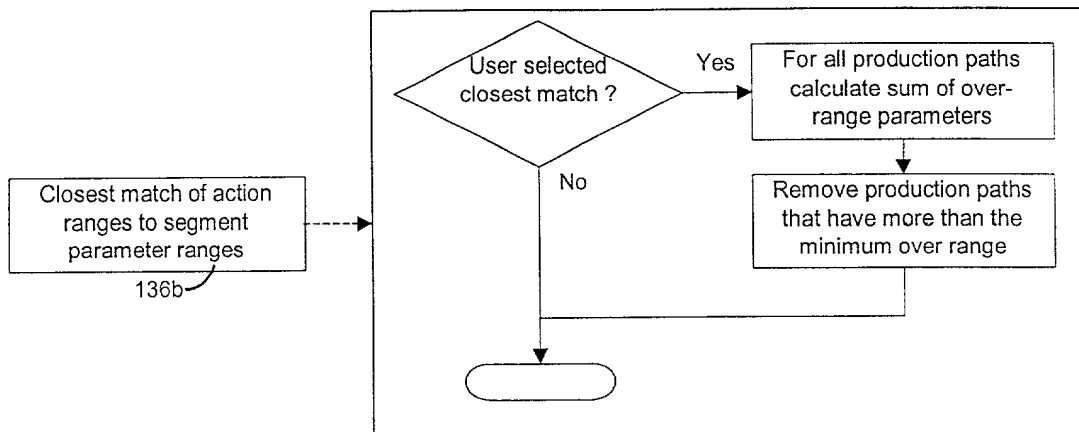 User selected
closest match ?
Yes
For all production paths
calculate sum of over-
range parameters
No
Remove production paths
that have more than the
minimum over range
Closest match of action
ranges to segment
parameter ranges
136b